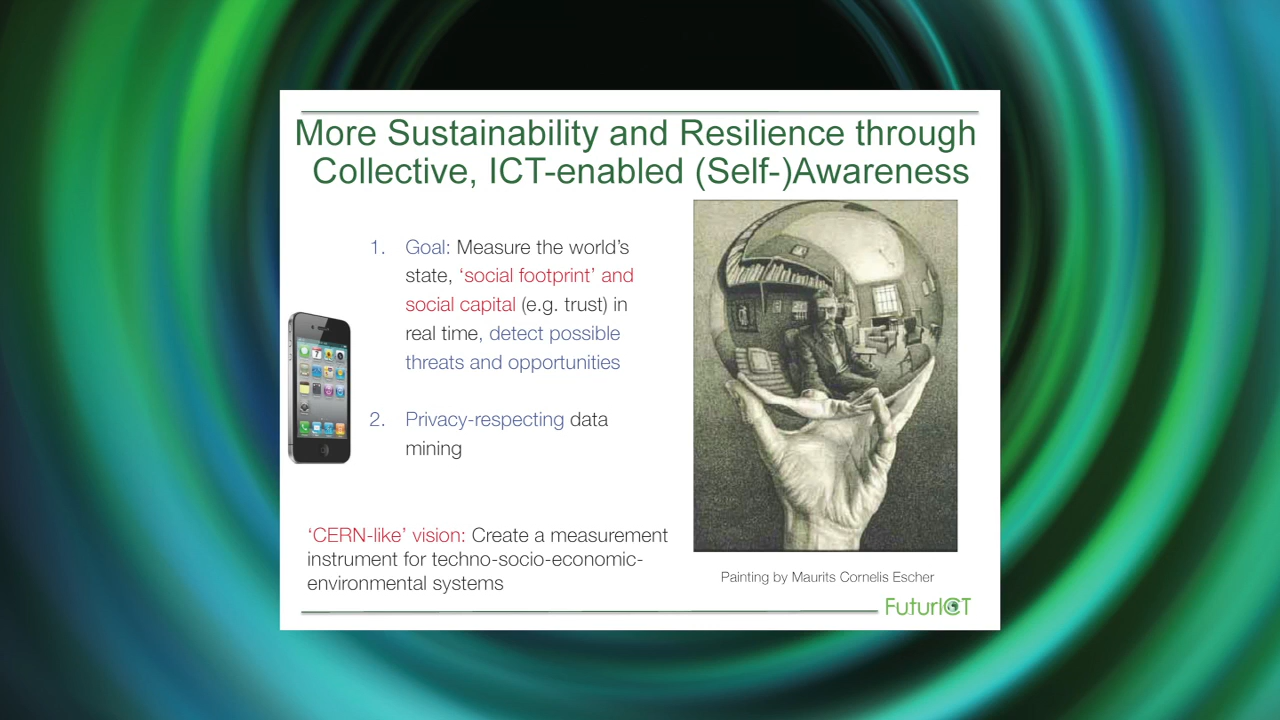 More Sustainability and Resilience through
Collective, ICT-enabled (Self-)Awareness
1. Goal: Measure the world’s
state, ‘social footprint’ and
social capital (e.g. trust) in
real time, detect possible
threats and opportunities
2. Privacy-respecting data
mining
‘CERN-like’ vision: Create a measurement
instrument for techno-socio-economic-
environmental systems
Painting by Maurits Cornelis Escher
FuturICT